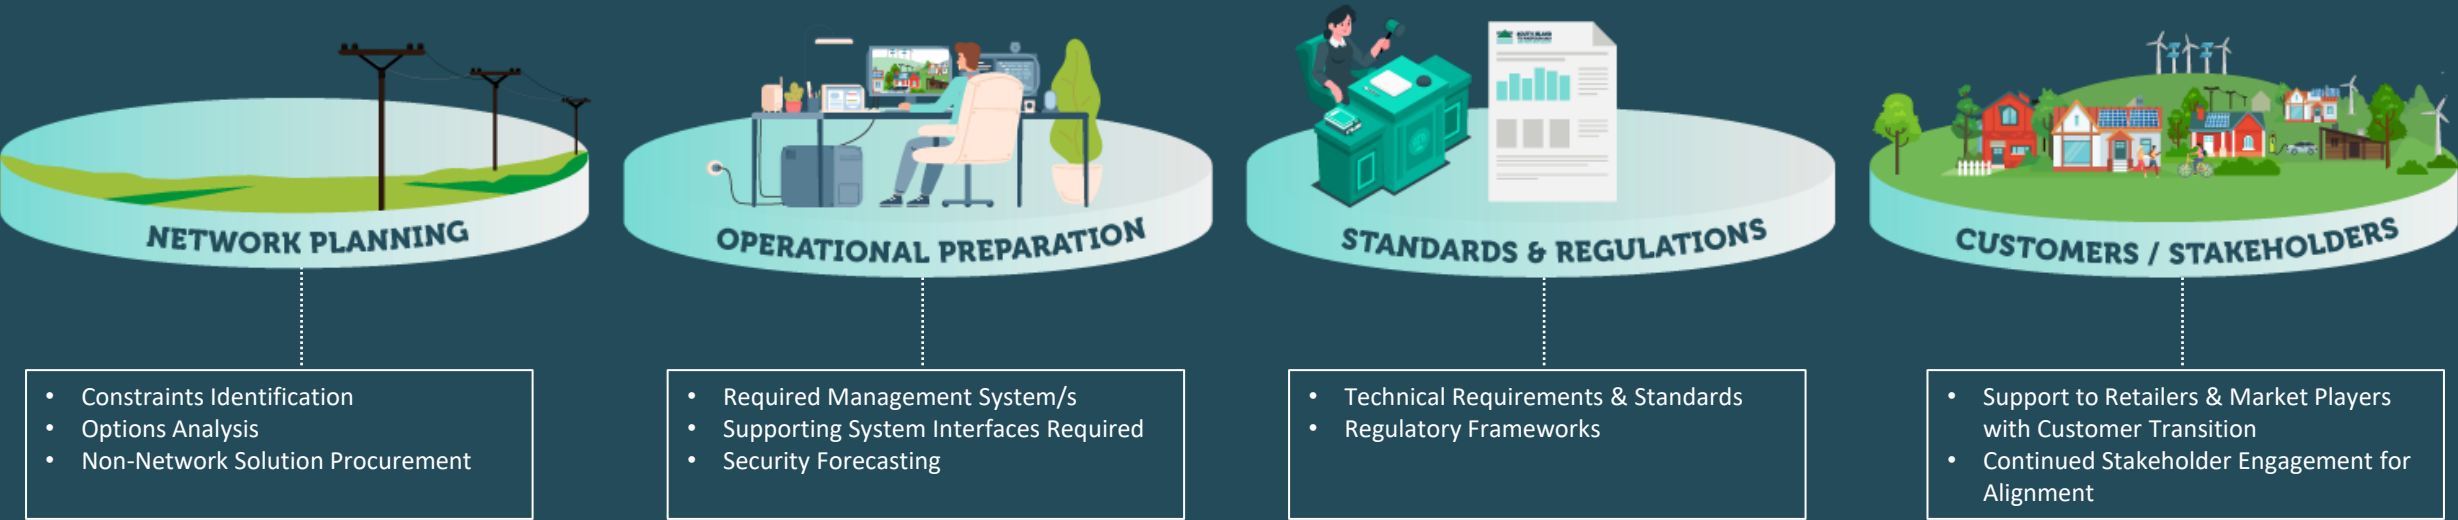 NETWORK PLANNING
• Constraints Identification
• Options Analysis
• Non-Network Solution Procurement
OPERATIONAL PREPARATION
• Required Management System/s
• Supporting System Interfaces Required
• Security Forecasting
STANDARDS & REGULATIONS
• Technical Requirements & Standards
• Regulatory Frameworks
CUSTOMERS / STAKEHOLDERS
• Support to Retailers & Market Players
with Customer Transition
• Continued Stakeholder Engagement for
Alignment